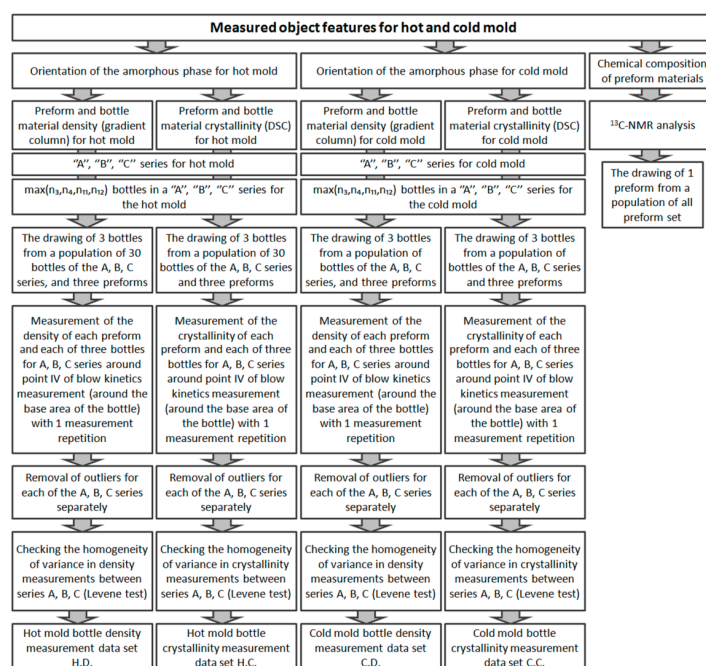 Measured object features for hot and cold mold
Orientation of the amorphous phase for hot mold
Orientation of the amorphous phase for cold mold
Chemical composition
of preform materials
Preform and bottle
material density (gradient
column) for hot mold
Preform and bottle
material crystallinity (DSC)
for hot mold
Preform and bottle
material density (gradient
column) for cold mold
Preform and bottle
material crystallinity (DSC)
for cold mold
¹³C-NMR analysis
“A”, “B”, “C” series for hot mold
“A”, “B”, “C” series for cold mold
The drawing of 1
preform from a
population of all
preform set
max(n₃,n₄,n₁₁,n₁₂) bottles in a “A”, “B”, “C” series for
the hot mold
max(n₃,n₄,n₁₁,n₁₂) bottles in a “A”, “B”, “C” series for
the cold mold
The drawing of 3 bottles
from a population of 30
bottles of the A, B, C
series, and three preforms
The drawing of 3 bottles
from a population of 30
bottles of the A, B, C series
and three preforms
The drawing of 3 bottles
from a population of
bottles of the A, B, C
series, and three preforms
The drawing of 3 bottles
from a population of
bottles of the A, B, C series
and three preforms
Measurement of the
density of each preform
and each of three bottles
for A, B, C series around
point IV of blow kinetics
measurement (around the
base area of the bottle)
with 1 measurement
repetition
Measurement of the
crystallinity of each
preform and each of three
bottles for A, B, C series
around point IV of blow
kinetics measurement
(around the base area of
the bottle) with 1
measurement repetition
Measurement of the
density of each preform
and each of three bottles
for A, B, C series around
point IV of blow kinetics
measurement (around the
base area of the bottle)
with 1 measurement
repetition
Measurement of the
crystallinity of each
preform and each of three
bottles for A, B, C series
around point IV of blow
kinetics measurement
(around the base area of
the bottle) with 1
measurement repetition
Removal of outliers for
each of the A, B, C series
separately
Removal of outliers for
each of the A, B, C series
separately
Removal of outliers for
each of the A, B, C series
separately
Removal of outliers for
each of the A, B, C series
separately
Checking the homogeneity
of variance in density
measurements between
series A, B, C (Levene test)
Checking the homogeneity
of variance in crystallinity
measurements between
series A, B, C (Levene test)
Checking the homogeneity
of variance in density
measurements between
series A, B, C (Levene test)
Checking the homogeneity
of variance in crystallinity
measurements between
series A, B, C (Levene test)
Hot mold bottle density
measurement data set
H.D.
Hot mold bottle
crystallinity measurement
data set H.C.
Cold mold bottle density
measurement data set
C.D.
Cold mold bottle
crystallinity measurement
data set C.C.